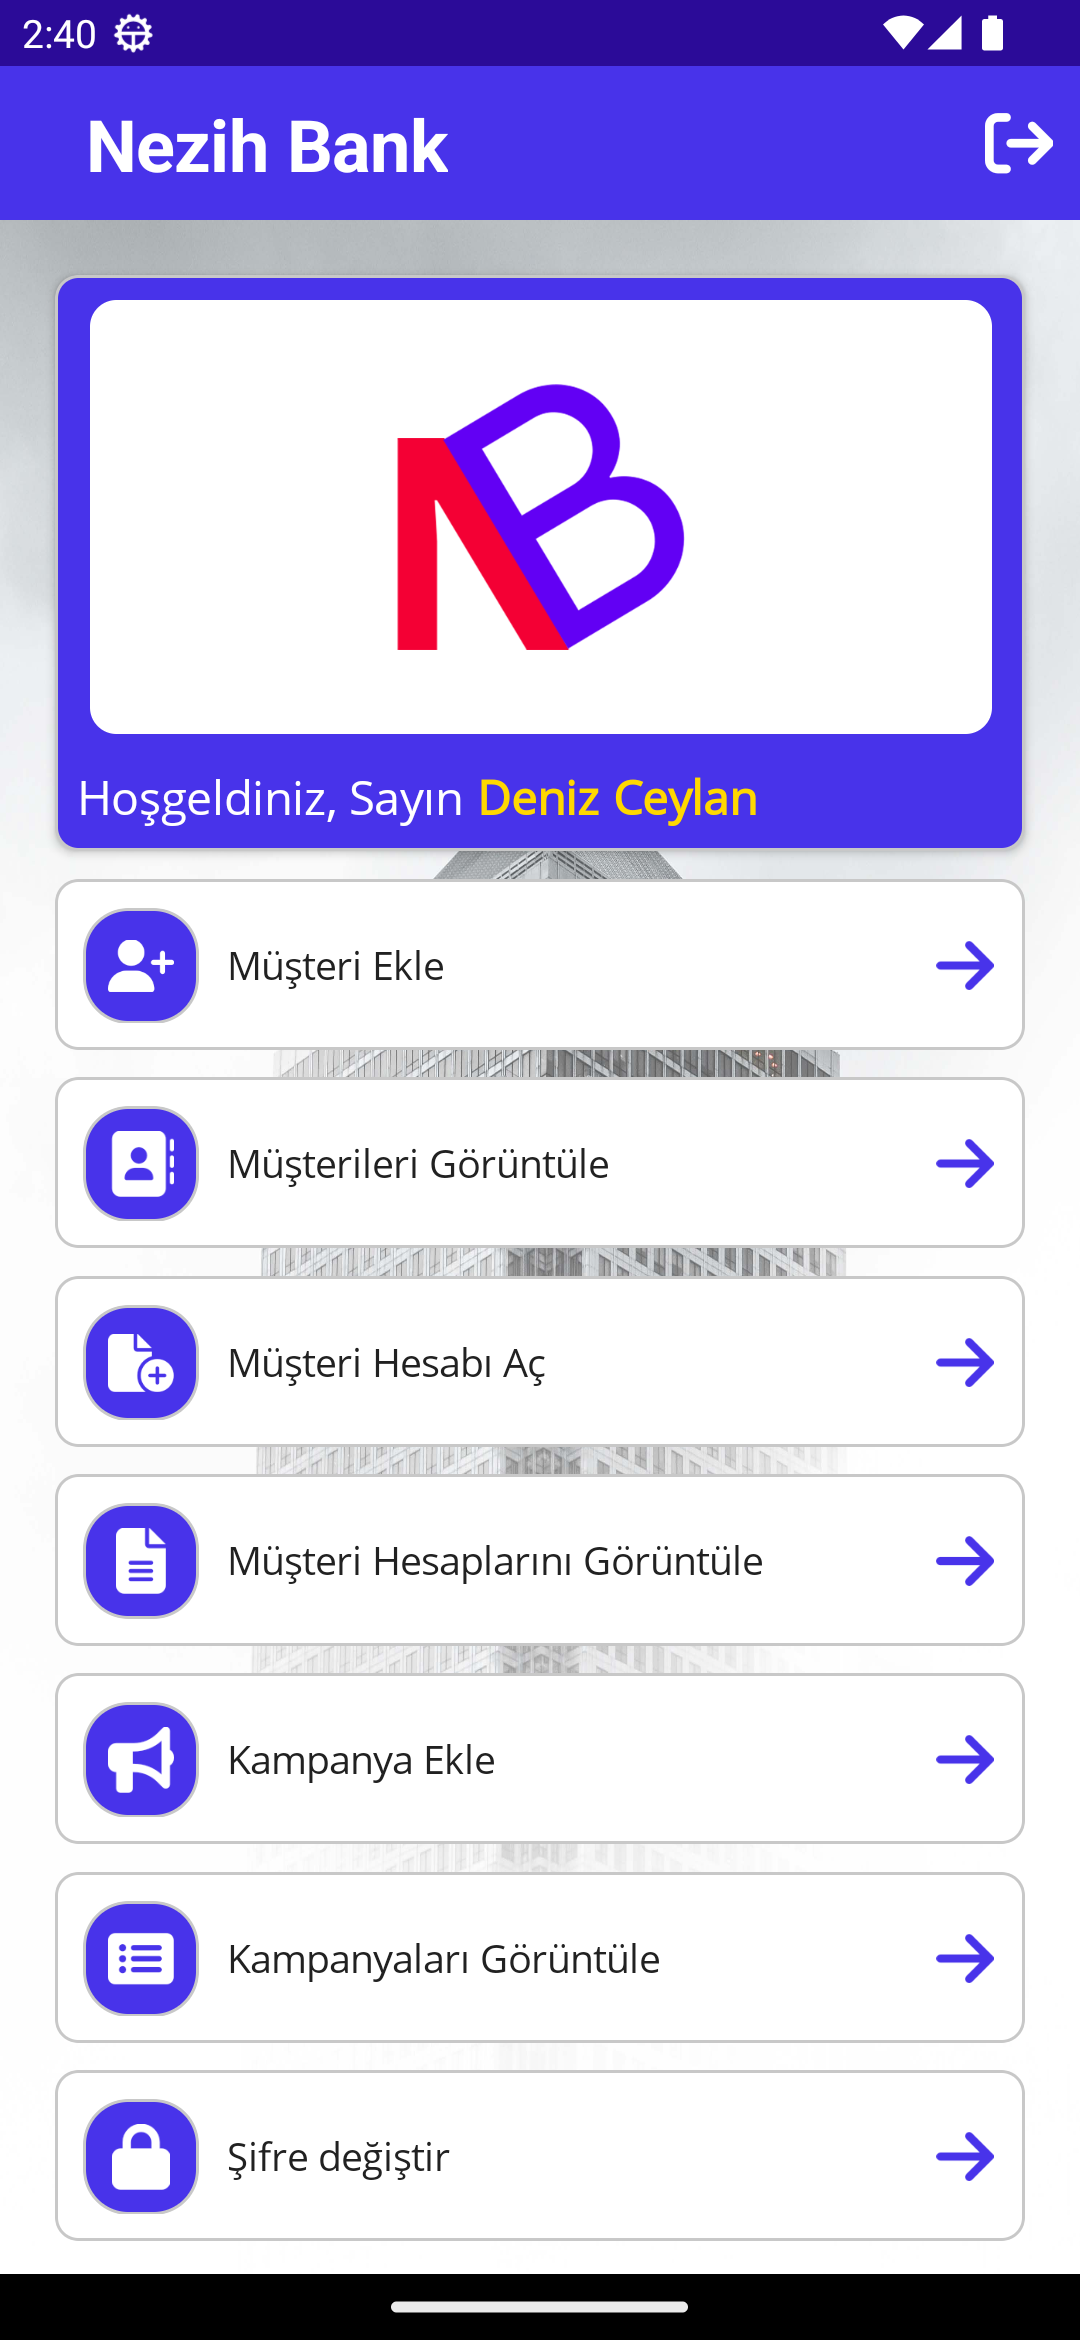 2:40
Nezih Bank
NB
Hoşgeldiniz, Sayın Deniz Ceylan
Müşteri Ekle
Müşterileri Görüntüle
Müşteri Hesabı Aç
Müşteri Hesaplarını Görüntüle
Kampanya Ekle
Kampanyaları Görüntüle
Şifre değiştir